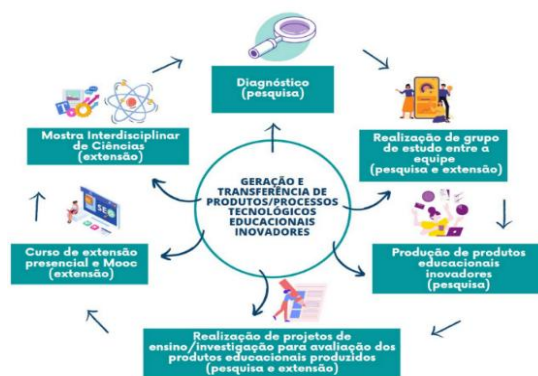 Diagnóstico
(pesquisa)
Realização de grupo
de estudo entre a
equipe
(pesquisa e extensão)
Produção de produtos
educacionais
inovadores
(pesquisa)
Realização de projetos de
ensino/investigação para avaliação dos
produtos educacionais produzidos
(pesquisa e extensão)
Curso de extensão
presencial e Mooc
(extensão)
SEO
Mostra Interdisciplinar
de Ciências
(extensão)
GERAÇÃO E
TRANSFERÊNCIA DE
PRODUTOS/PROCESSOS
TECNOLÓGICOS
EDUCACIONAIS
INOVADORES